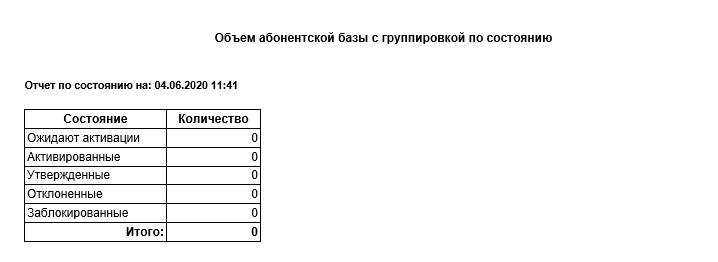 Объем абонентской базы с группировкой по состоянию
Отчет по состоянию на: 04.06.2020 11:41
Состояние Количество
Ожидают активации 0
Активированные 0
Утвержденные 0
Отклоненные 0
Заблокированные 0
Итого: 0